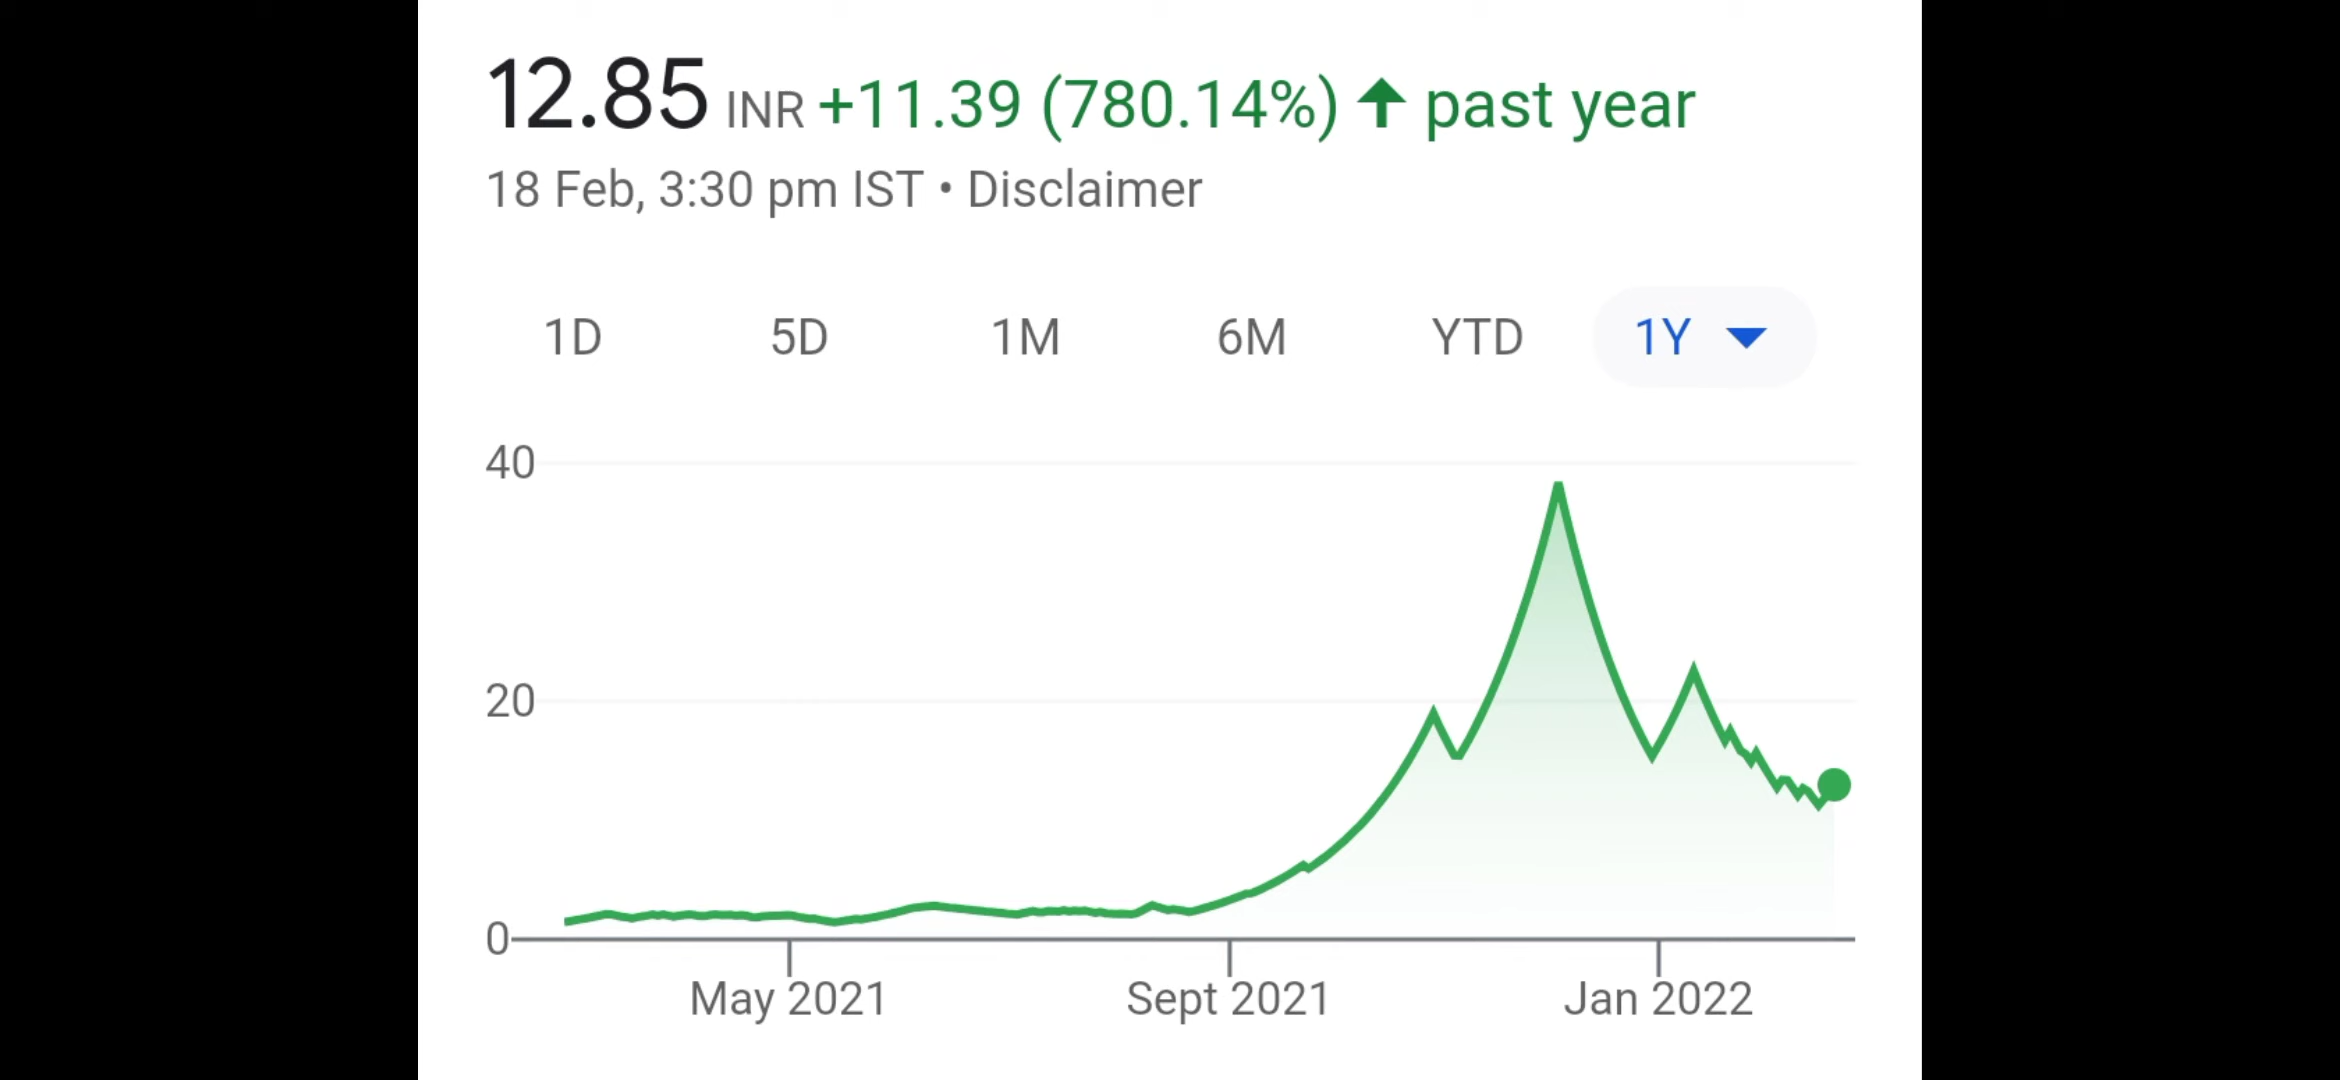 12.85 INR +11.39 (780.14%) ↑ past year
18 Feb, 3:30 pm IST • Disclaimer
1D 5D 1M 6M YTD 1Y
40
20
0
May 2021 Sept 2021 Jan 2022